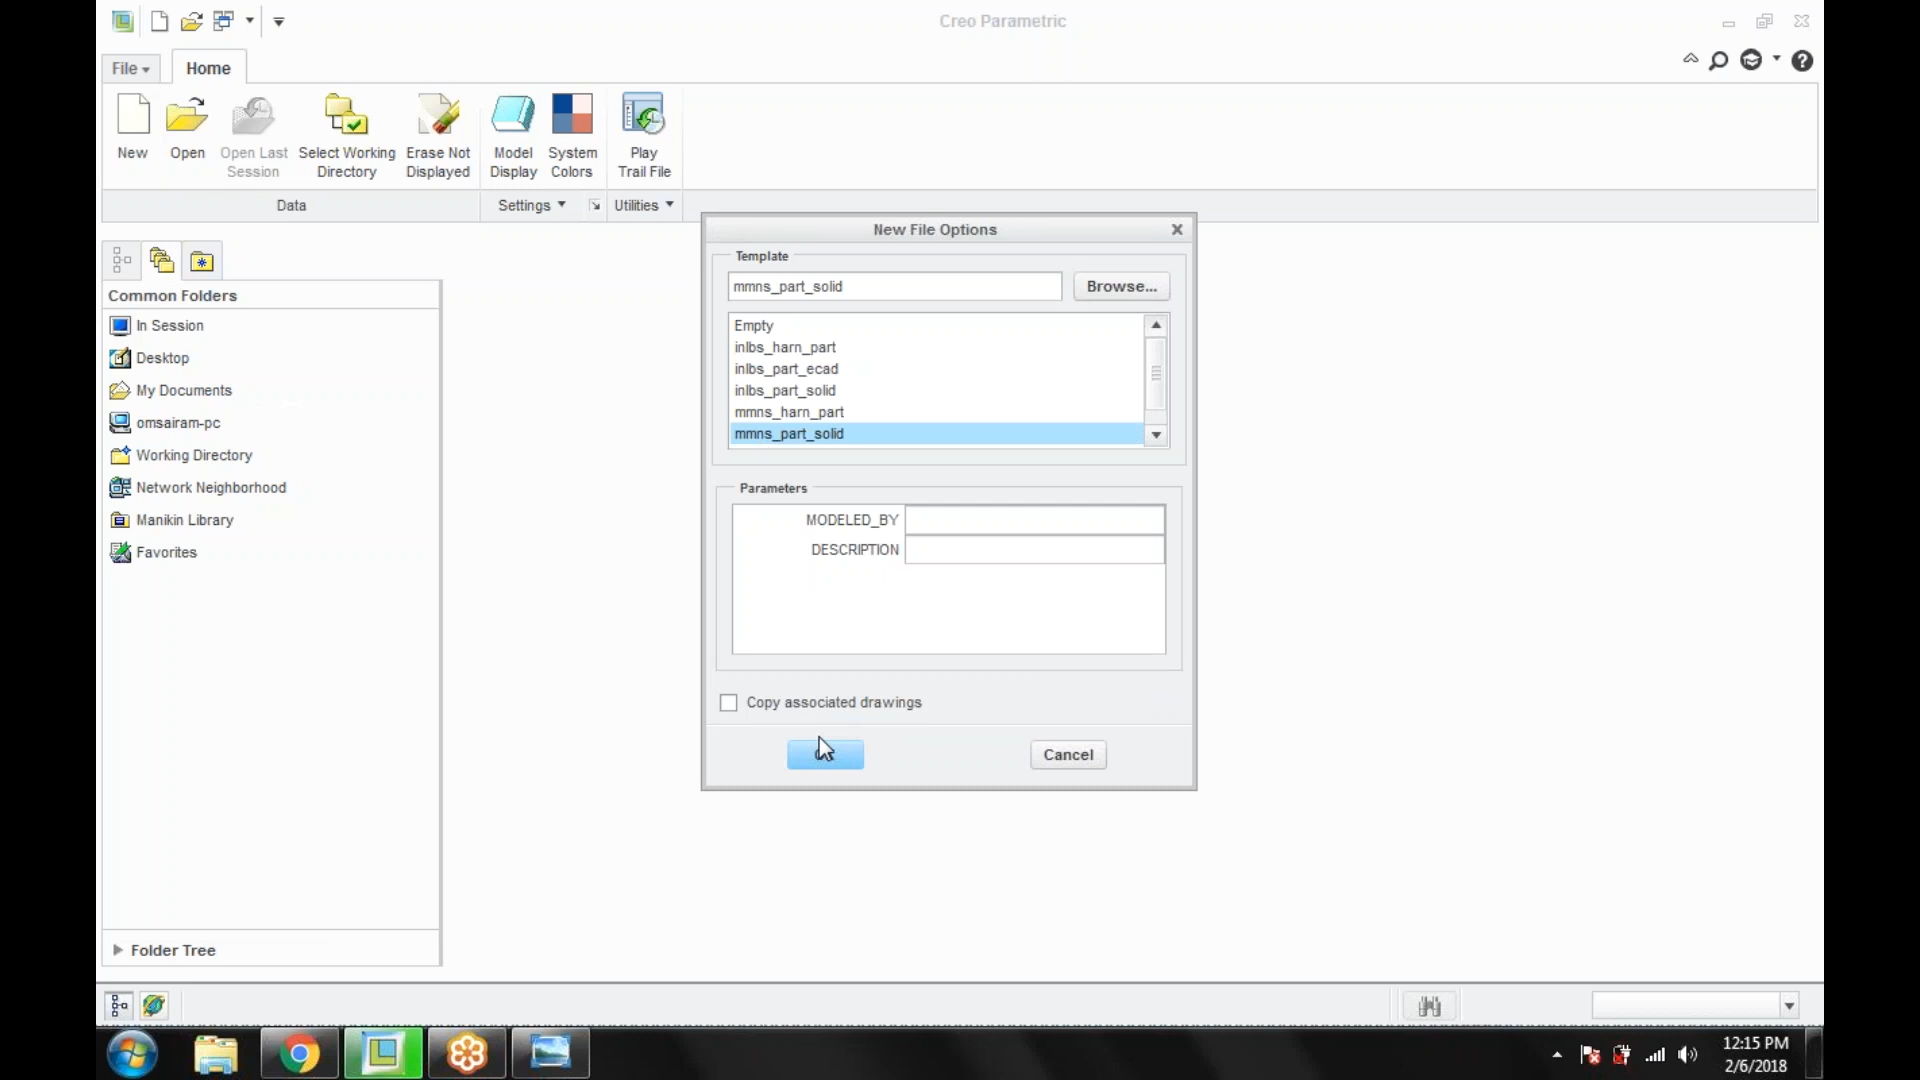 Creo Parametric
File
Home
New
Open
Open Last
Session
Select Working
Directory
Erase Not
Displayed
Model
Display
System
Colors
Play
Trail File
Data
Settings
Utilities
New File Options
Template
mmns_part_solid
Browse...
Empty
inlbs_harn_part
inlbs_part_ecad
inlbs_part_solid
mmns_harn_part
mmns_part_solid
Parameters
MODELED_BY
DESCRIPTION
Copy associated drawings
Cancel
Common Folders
In Session
Desktop
My Documents
omsairam-pc
Working Directory
Network Neighborhood
Manikin Library
Favorites
Folder Tree
12:15 PM
2/6/2018